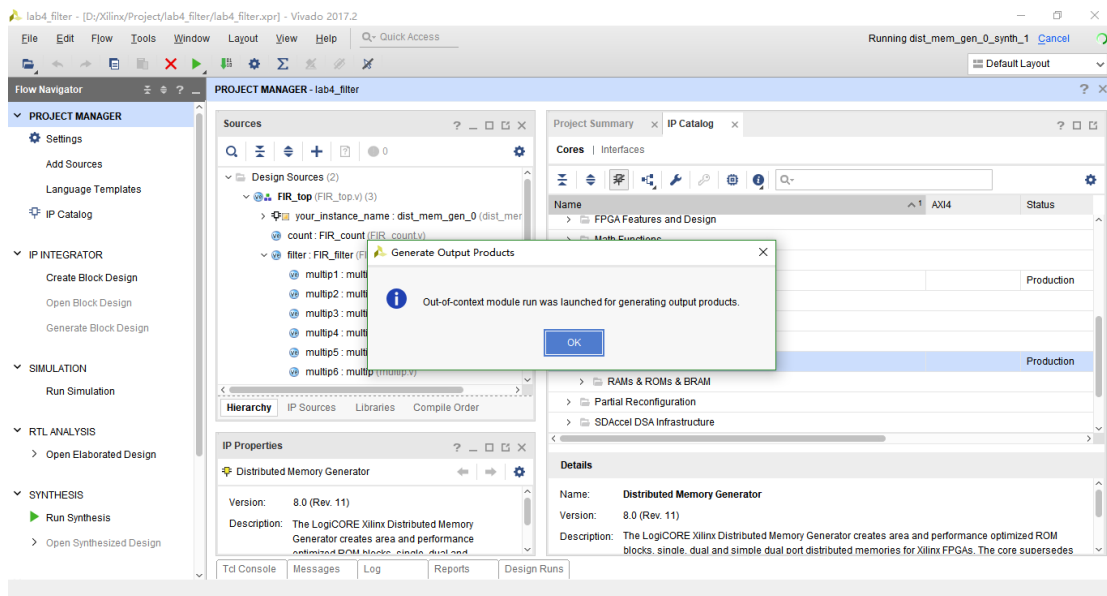 lab4_filter - [D:/Xilinx/Project/lab4_filter/lab4_filter.xpr] - Vivado 2017.2
File Edit Flow Tools Window Layout View Help Quick Access
Running dist_mem_gen_0_synth_1 Cancel
Default Layout
Flow Navigator
PROJECT MANAGER - lab4_filter
PROJECT MANAGER
Settings
Add Sources
Language Templates
IP Catalog
IP INTEGRATOR
Create Block Design
Open Block Design
Generate Block Design
SIMULATION
Run Simulation
RTL ANALYSIS
Open Elaborated Design
SYNTHESIS
Run Synthesis
Open Synthesized Design
Sources
0
Design Sources (2)
FIR_top (FIR_top.v) (3)
your_instance_name : dist_mem_gen_0 (dist_mer
count : FIR_count (FIR_count.v)
filter : FIR_filter (FI
multip1 : multi
multip2 : multi
multip3 : multi
multip4 : multi
multip5 : multi
multip6 : multip (multip.v)
Hierarchy IP Sources Libraries Compile Order
IP Properties
Distributed Memory Generator
Version: 8.0 (Rev. 11)
Description: The LogiCORE Xilinx Distributed Memory
Generator creates area and performance
optimized ROM blocks, single, dual and
Project Summary IP Catalog
Cores | Interfaces
Name 1 AXI4 Status
FPGA Features and Design
Math Functions
Production
Production
RAMs & ROMs & BRAM
Partial Reconfiguration
SDAccel DSA Infrastructure
Details
Name: Distributed Memory Generator
Version: 8.0 (Rev. 11)
Description: The LogiCORE Xilinx Distributed Memory Generator creates area and performance optimized ROM
blocks, single, dual and simple dual port distributed memories for Xilinx FPGAs. The core supersedes
Generate Output Products
Out-of-context module run was launched for generating output products.
OK
Tcl Console Messages Log Reports Design Runs